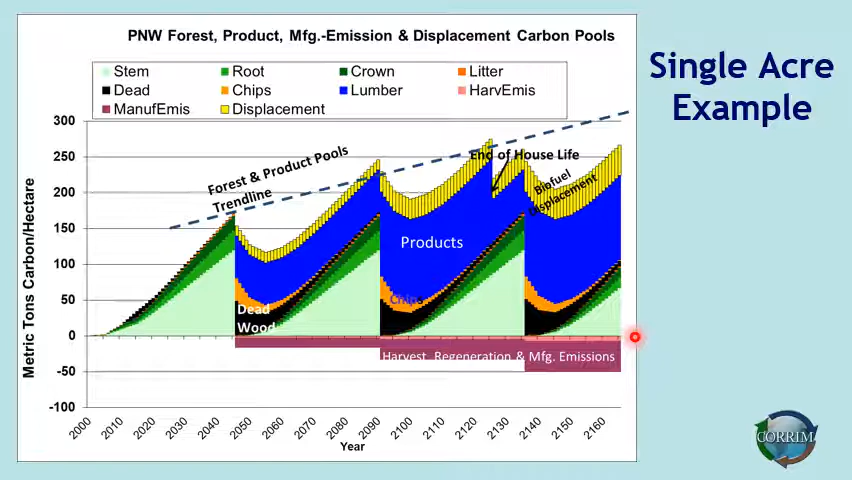 PNW Forest, Product, Mfg.-Emission & Displacement Carbon Pools
Single Acre
Example
Stem Root Crown Litter
Dead Chips Lumber HarvEmis
ManufEmis Displacement
Metric Tons Carbon/Hectare
300
250
200
150
100
50
0
-50
-100
Forest & Product Pools
Trendline
End of House Life
Biofuel
Displacement
Products
Chips
Dead
Wood
Harvest, Regeneration & Mfg. Emissions
2000 2010 2020 2030 2040 2050 2060 2070 2080 2090 2100 2110 2120 2130 2140 2150 2160
Year
CORRIM